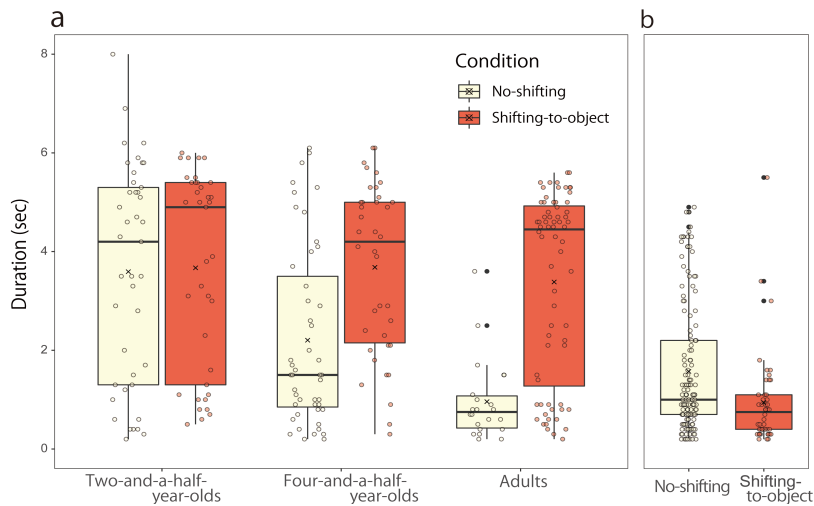 a
b
Condition
No-shifting
Shifting-to-object
Duration (sec)
8
6
4
2
0
Two-and-a-half-
year-olds
Four-and-a-half-
year-olds
Adults
No-shifting
Shifting-
to-object